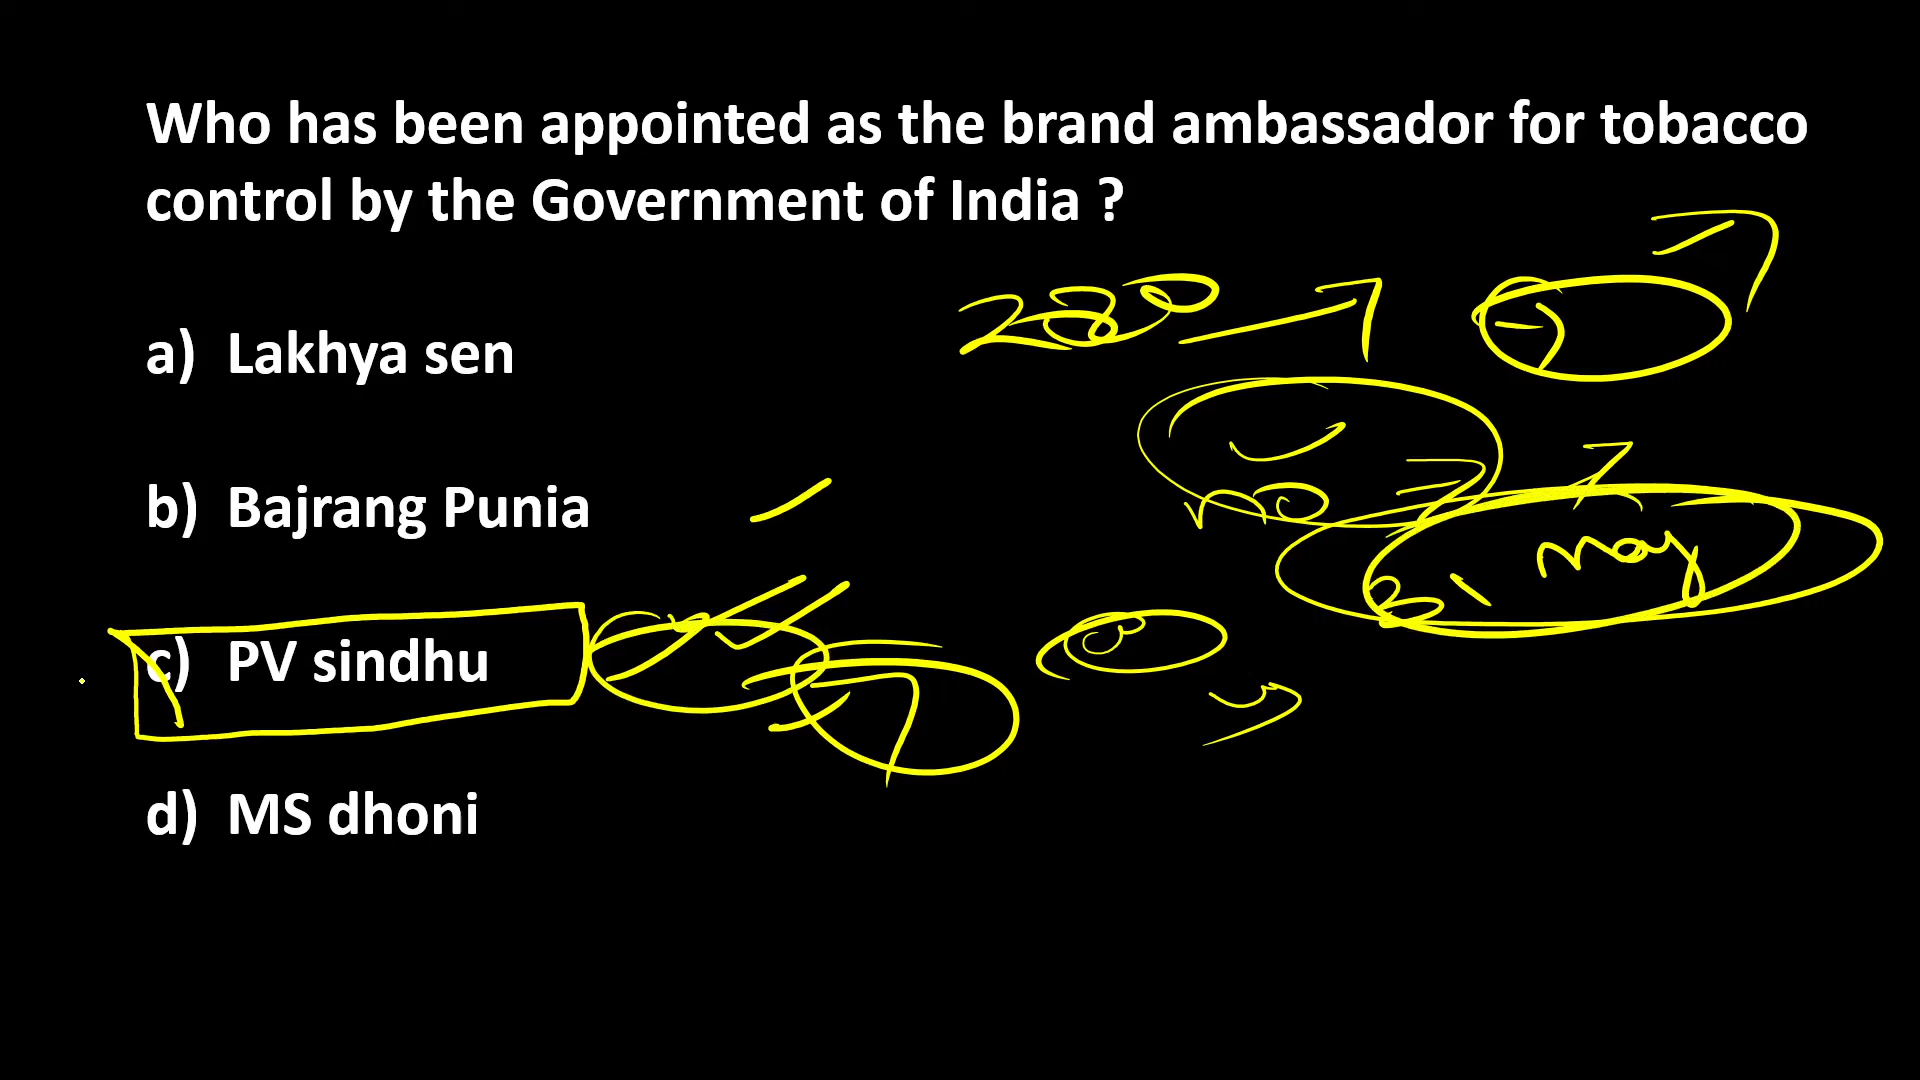 Who has been appointed as the brand ambassador for tobacco
control by the Government of India ?
a) Lakhya sen
b) Bajrang Punia
no
31 May
c) PV sindhu
d) MS dhoni